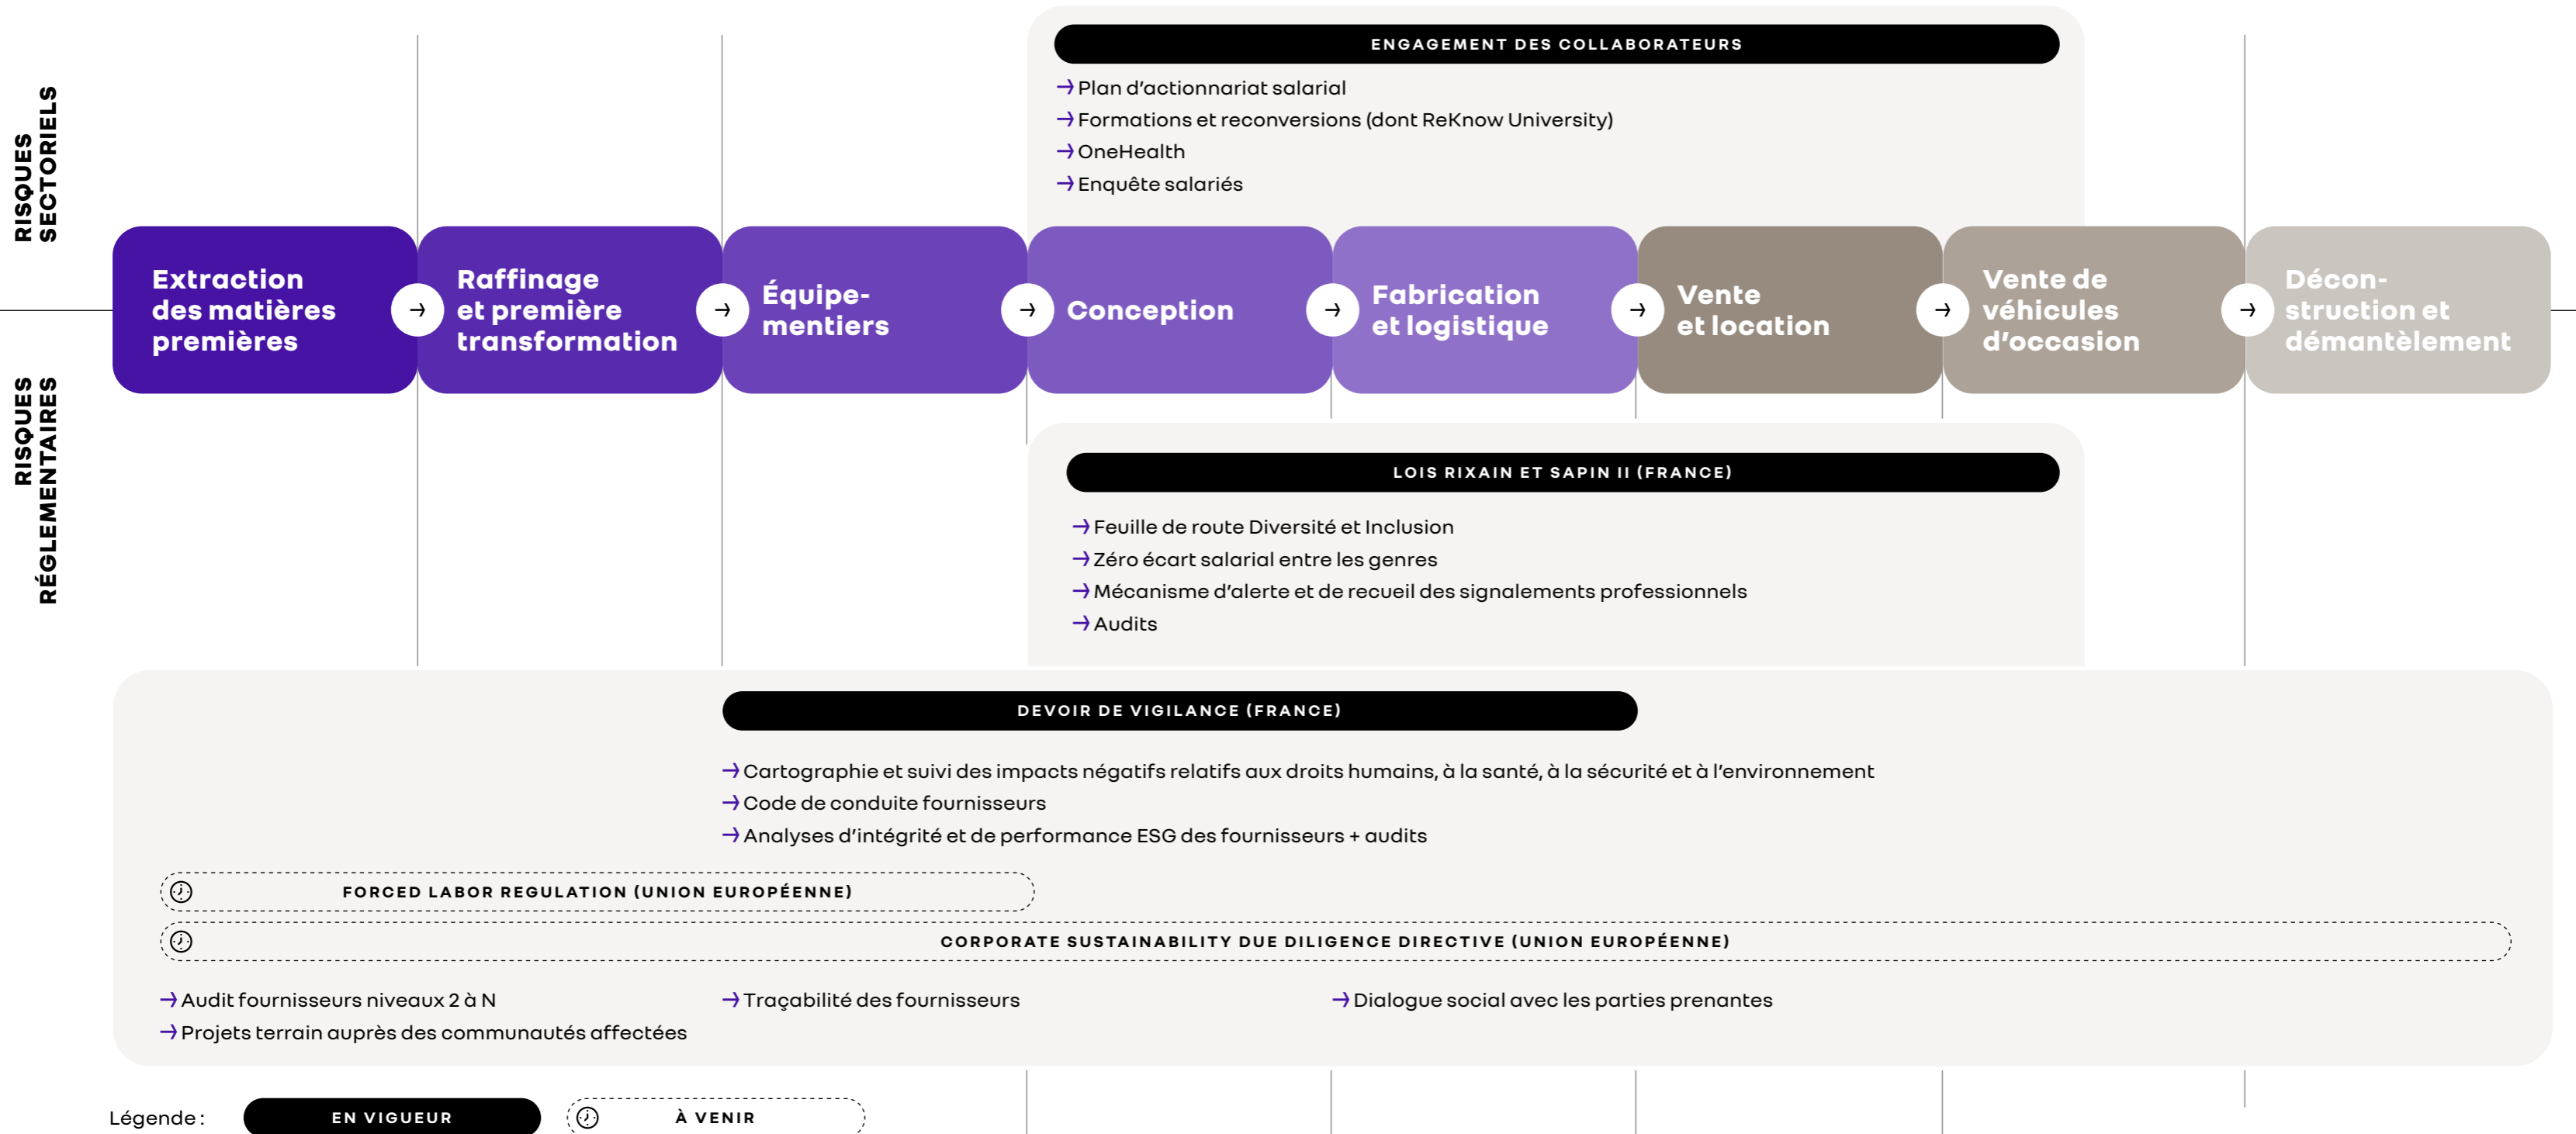 RISQUES
SECTORIELS
ENGAGEMENT DES COLLABORATEURS
→ Plan d'actionnariat salarial
→ Formations et reconversions (dont ReKnow University)
→ OneHealth
→ Enquête salariés
Extraction
des matières
premières
→
Raffinage
et première
transformation
→
Équipe-
mentiers
→
Conception
→
Fabrication
et logistique
→
Vente
et location
→
Vente de
véhicules
d'occasion
→
Décon-
struction et
démantèlement
RISQUES
RÉGLEMENTAIRES
LOIS RIXAIN ET SAPIN II (FRANCE)
→ Feuille de route Diversité et Inclusion
→ Zéro écart salarial entre les genres
→ Mécanisme d'alerte et de recueil des signalements professionnels
→ Audits
DEVOIR DE VIGILANCE (FRANCE)
→ Cartographie et suivi des impacts négatifs relatifs aux droits humains, à la santé, à la sécurité et à l'environnement
→ Code de conduite fournisseurs
→ Analyses d'intégrité et de performance ESG des fournisseurs + audits
FORCED LABOR REGULATION (UNION EUROPÉENNE)
CORPORATE SUSTAINABILITY DUE DILIGENCE DIRECTIVE (UNION EUROPÉENNE)
→ Audit fournisseurs niveaux 2 à N
→ Projets terrain auprès des communautés affectées
→ Traçabilité des fournisseurs
→ Dialogue social avec les parties prenantes
Légende :
EN VIGUEUR
À VENIR